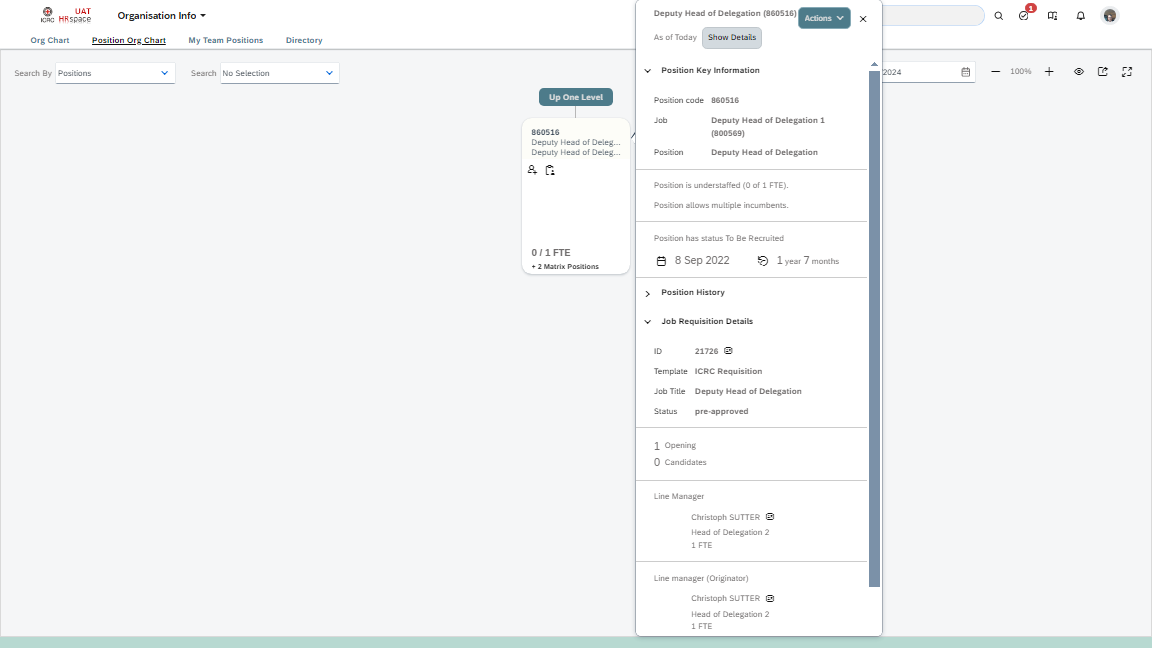 ICRC
UAT
HRspace
Organisation Info
1
Org Chart
Position Org Chart
My Team Positions
Directory
Search By
Positions
Search
No Selection
2024
100%
Up One Level
860516
Deputy Head of Deleg...
Deputy Head of Deleg...
0 / 1 FTE
+ 2 Matrix Positions
Deputy Head of Delegation (860516)
Actions
As of Today
Show Details
Position Key Information
Position code 860516
Job Deputy Head of Delegation 1
(800569)
Position Deputy Head of Delegation
Position is understaffed (0 of 1 FTE).
Position allows multiple incumbents.
Position has status To Be Recruited
8 Sep 2022
1 year 7 months
Position History
Job Requisition Details
ID 21726
Template ICRC Requisition
Job Title Deputy Head of Delegation
Status pre-approved
1 Opening
0 Candidates
Line Manager
Christoph SUTTER
Head of Delegation 2
1 FTE
Line manager (Originator)
Christoph SUTTER
Head of Delegation 2
1 FTE